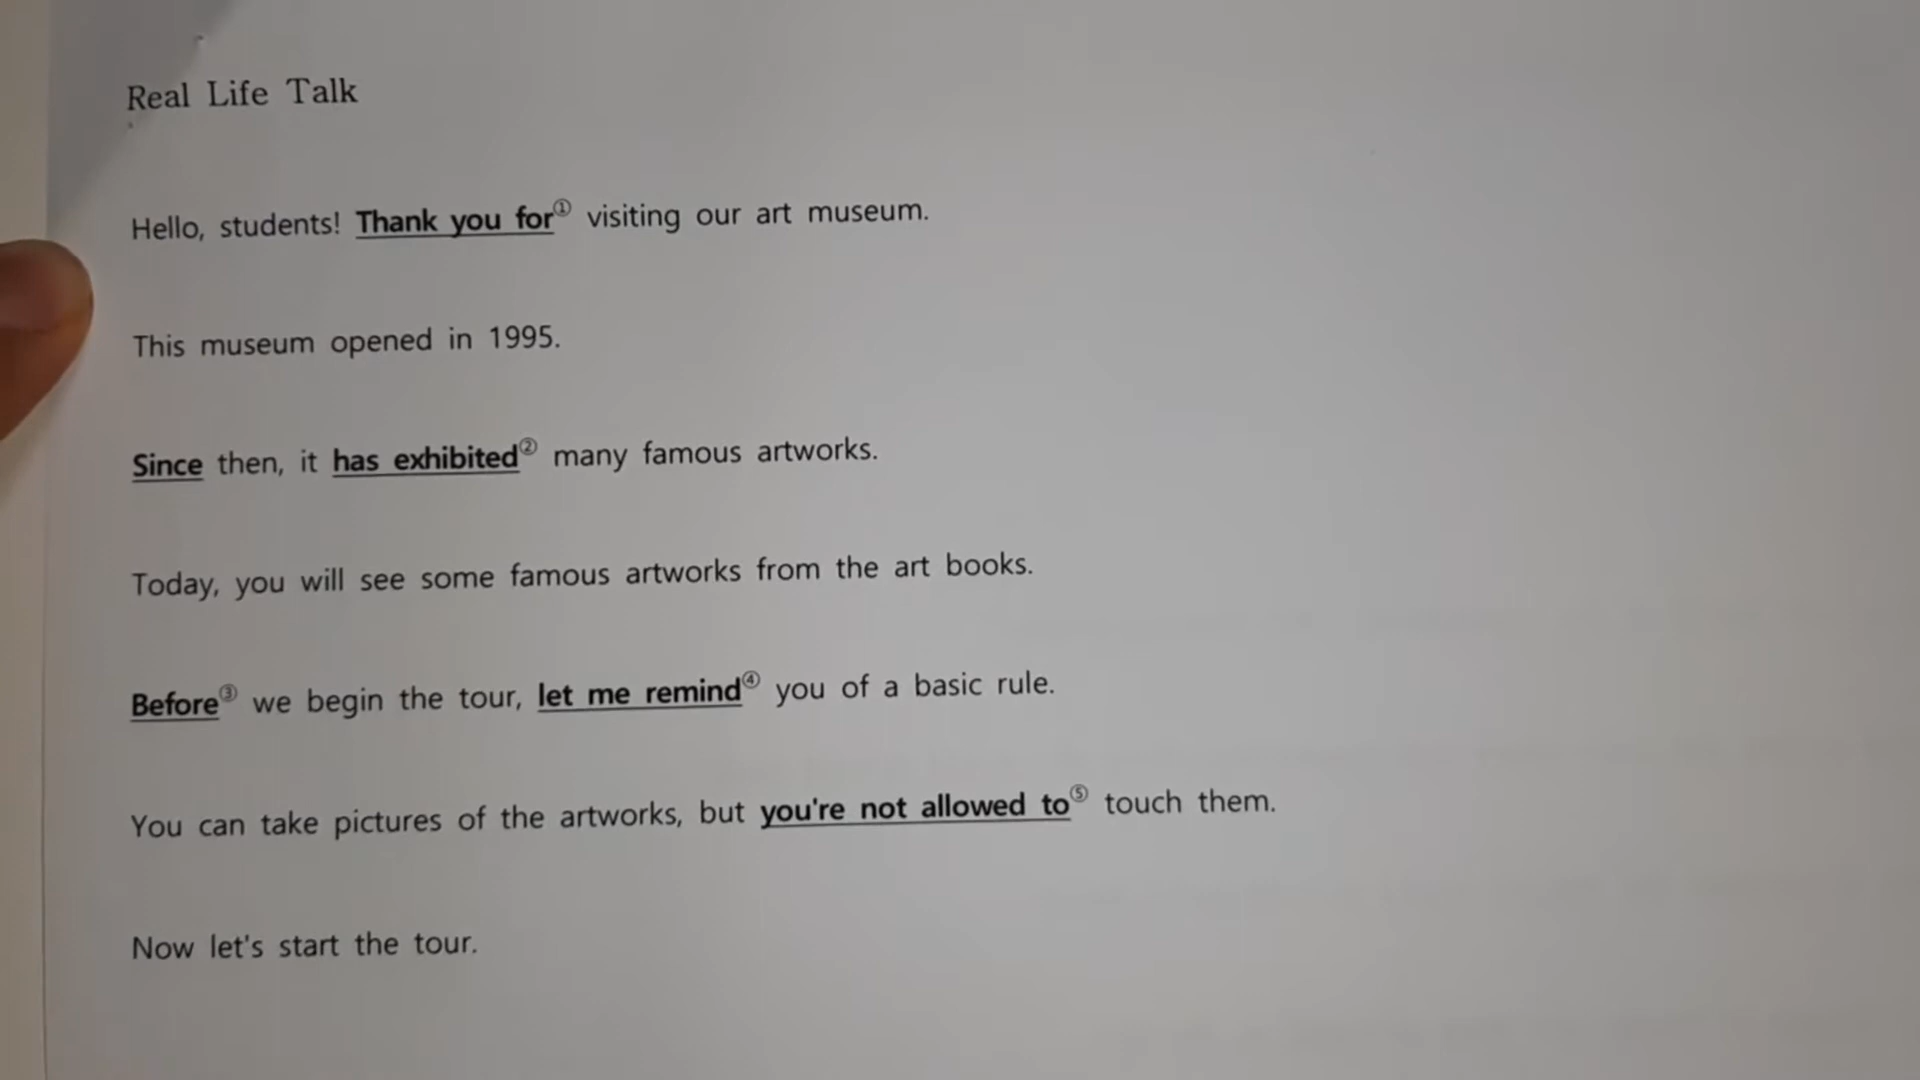 Real Life Talk
Hello, students! Thank you for① visiting our art museum.
This museum opened in 1995.
Since then, it has exhibited② many famous artworks.
Today, you will see some famous artworks from the art books.
Before③ we begin the tour, let me remind④ you of a basic rule.
You can take pictures of the artworks, but you're not allowed to⑤ touch them.
Now let's start the tour.